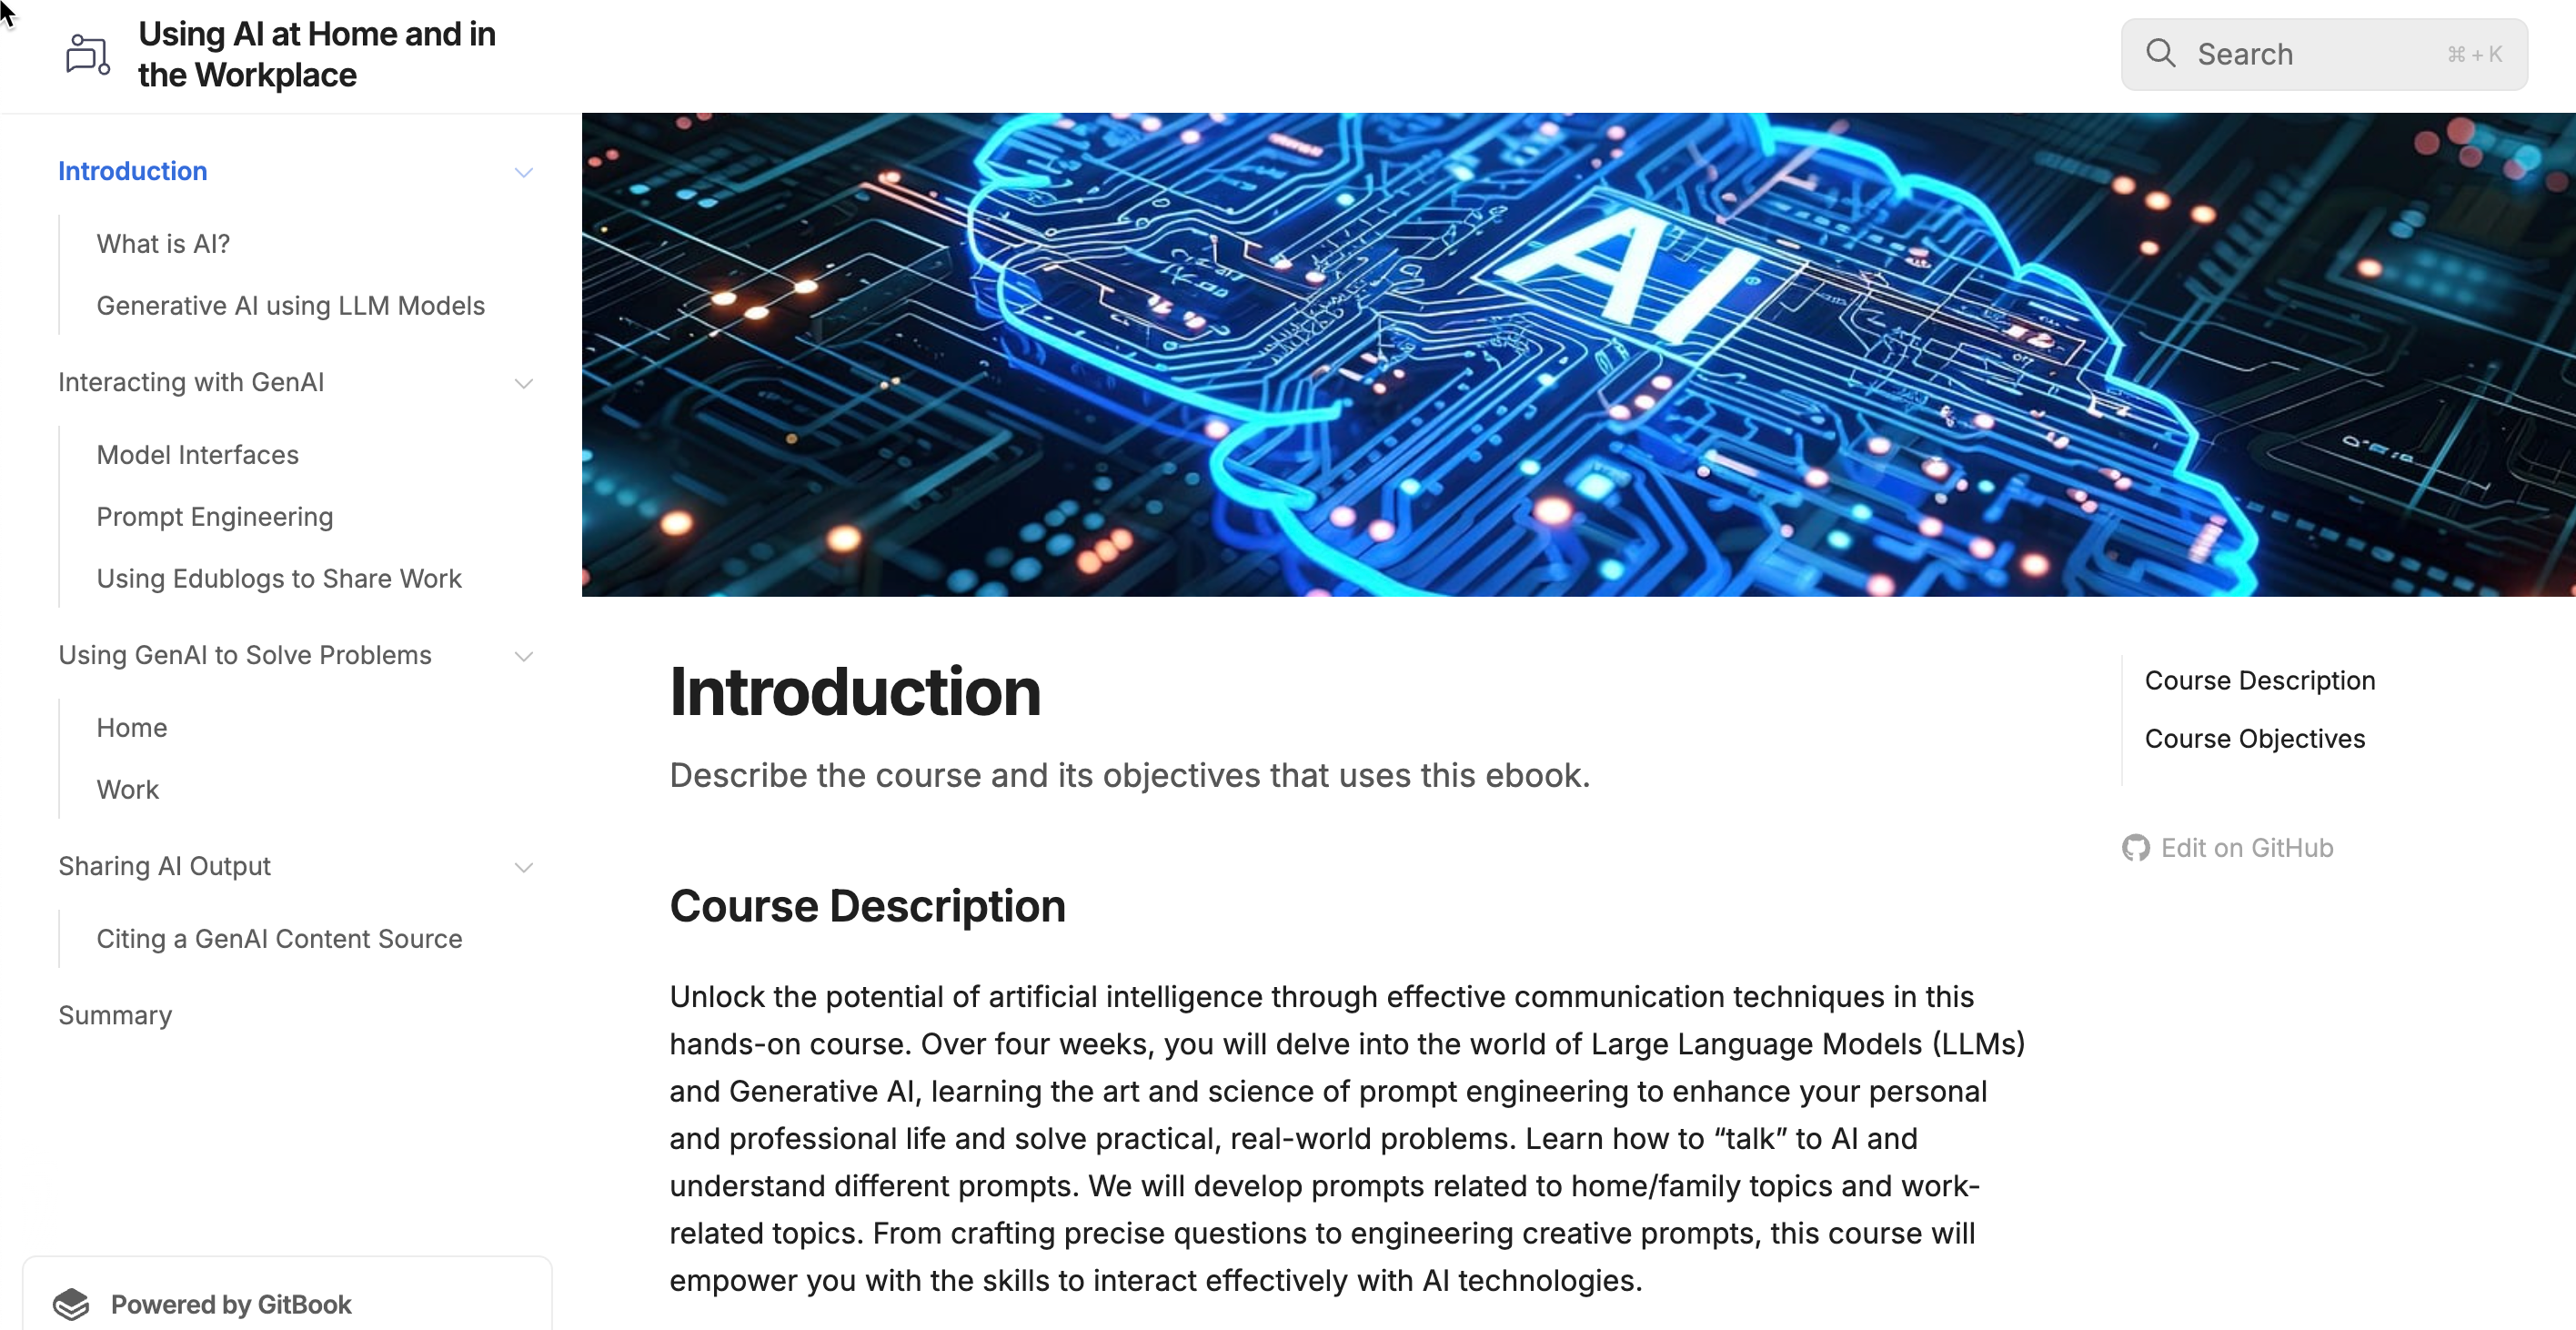 Using AI at Home and in
the Workplace
Search
⌘ + K
Introduction
What is AI?
Generative AI using LLM Models
Interacting with GenAI
Model Interfaces
Prompt Engineering
Using Edublogs to Share Work
Using GenAI to Solve Problems
Home
Work
Sharing AI Output
Citing a GenAI Content Source
Summary
Powered by GitBook
AI
Introduction
Describe the course and its objectives that uses this ebook.
Course Description
Unlock the potential of artificial intelligence through effective communication techniques in this
hands-on course. Over four weeks, you will delve into the world of Large Language Models (LLMs)
and Generative AI, learning the art and science of prompt engineering to enhance your personal
and professional life and solve practical, real-world problems. Learn how to “talk” to AI and
understand different prompts. We will develop prompts related to home/family topics and work-
related topics. From crafting precise questions to engineering creative prompts, this course will
empower you with the skills to interact effectively with AI technologies.
Course Description
Course Objectives
Edit on GitHub